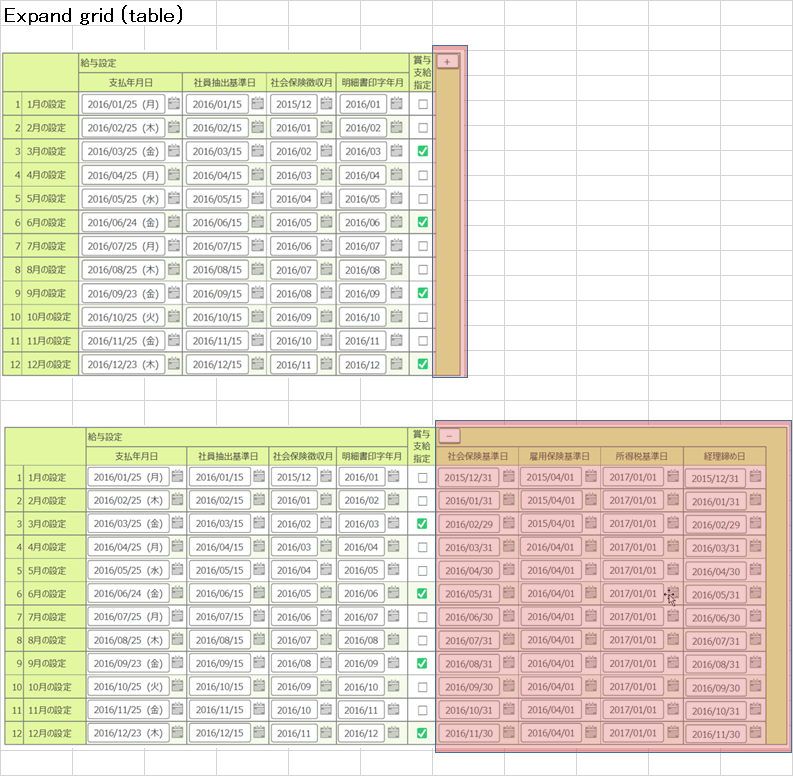 Expand grid (table)
給与設定 賞与支給指定 +
支払年月日 社員抽出基準日 社会保険徴収月 明細書印字年月
1 1月の設定 2016/01/25 (月) 2016/01/15 2015/12 2016/01
2 2月の設定 2016/02/25 (木) 2016/02/15 2016/01 2016/02
3 3月の設定 2016/03/25 (金) 2016/03/15 2016/02 2016/03
4 4月の設定 2016/04/25 (月) 2016/04/15 2016/03 2016/04
5 5月の設定 2016/05/25 (水) 2016/05/15 2016/04 2016/05
6 6月の設定 2016/06/24 (金) 2016/06/15 2016/05 2016/06
7 7月の設定 2016/07/25 (月) 2016/07/15 2016/06 2016/07
8 8月の設定 2016/08/25 (木) 2016/08/15 2016/07 2016/08
9 9月の設定 2016/09/23 (金) 2016/09/15 2016/08 2016/09
10 10月の設定 2016/10/25 (火) 2016/10/15 2016/09 2016/10
11 11月の設定 2016/11/25 (金) 2016/11/15 2016/10 2016/11
12 12月の設定 2016/12/23 (木) 2016/12/15 2016/11 2016/12
給与設定 賞与支給指定 −
支払年月日 社員抽出基準日 社会保険徴収月 明細書印字年月 社会保険基準日 雇用保険基準日 所得税基準日 経理締め日
1 1月の設定 2016/01/25 (月) 2016/01/15 2015/12 2016/01 2015/12/31 2015/04/01 2017/01/01 2015/12/31
2 2月の設定 2016/02/25 (木) 2016/02/15 2016/01 2016/02 2016/01/31 2015/04/01 2017/01/01 2016/01/31
3 3月の設定 2016/03/25 (金) 2016/03/15 2016/02 2016/03 2016/02/29 2015/04/01 2017/01/01 2016/02/29
4 4月の設定 2016/04/25 (月) 2016/04/15 2016/03 2016/04 2016/03/31 2016/04/01 2017/01/01 2016/03/31
5 5月の設定 2016/05/25 (水) 2016/05/15 2016/04 2016/05 2016/04/30 2016/04/01 2017/01/01 2016/04/30
6 6月の設定 2016/06/24 (金) 2016/06/15 2016/05 2016/06 2016/05/31 2016/04/01 2017/01/01 2016/05/31
7 7月の設定 2016/07/25 (月) 2016/07/15 2016/06 2016/07 2016/06/30 2016/04/01 2017/01/01 2016/06/30
8 8月の設定 2016/08/25 (木) 2016/08/15 2016/07 2016/08 2016/07/31 2016/04/01 2017/01/01 2016/07/31
9 9月の設定 2016/09/23 (金) 2016/09/15 2016/08 2016/09 2016/08/31 2016/04/01 2017/01/01 2016/08/31
10 10月の設定 2016/10/25 (火) 2016/10/15 2016/09 2016/10 2016/09/30 2016/04/01 2017/01/01 2016/09/30
11 11月の設定 2016/11/25 (金) 2016/11/15 2016/10 2016/11 2016/10/31 2016/04/01 2017/01/01 2016/10/31
12 12月の設定 2016/12/23 (木) 2016/12/15 2016/11 2016/12 2016/11/30 2016/04/01 2017/01/01 2016/11/30